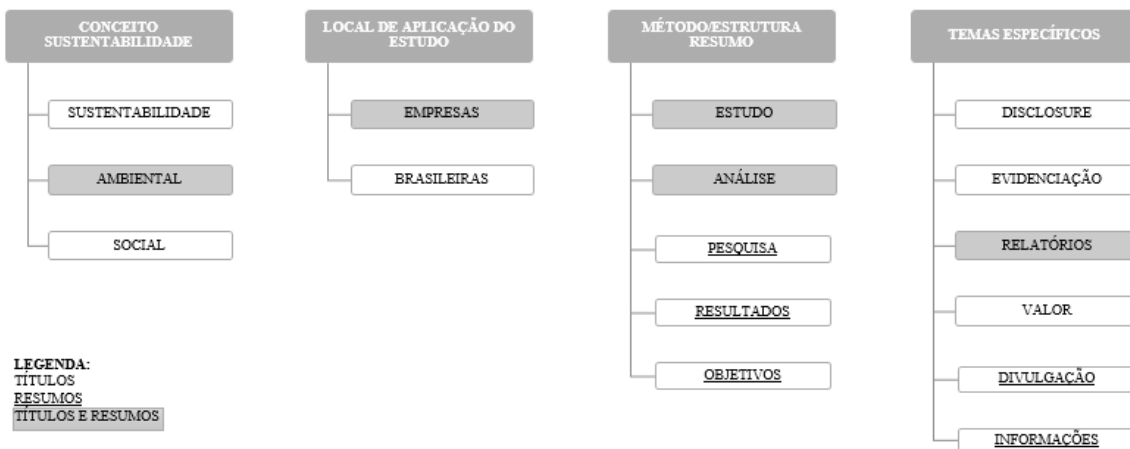 CONCEITO
SUSTENTABILIDADE
SUSTENTABILIDADE
AMBIENTAL
SOCIAL
LOCAL DE APLICAÇÃO DO
ESTUDO
EMPRESAS
BRASILEIRAS
MÉTODO/ESTRUTURA
RESUMO
ESTUDO
ANÁLISE
PESQUISA
RESULTADOS
OBJETIVOS
TEMAS ESPECÍFICOS
DISCLOSURE
EVIDENCIAÇÃO
RELATÓRIOS
VALOR
DIVULGAÇÃO
INFORMAÇÕES
LEGENDA:
TÍTULOS
RESUMOS
TÍTULOS E RESUMOS